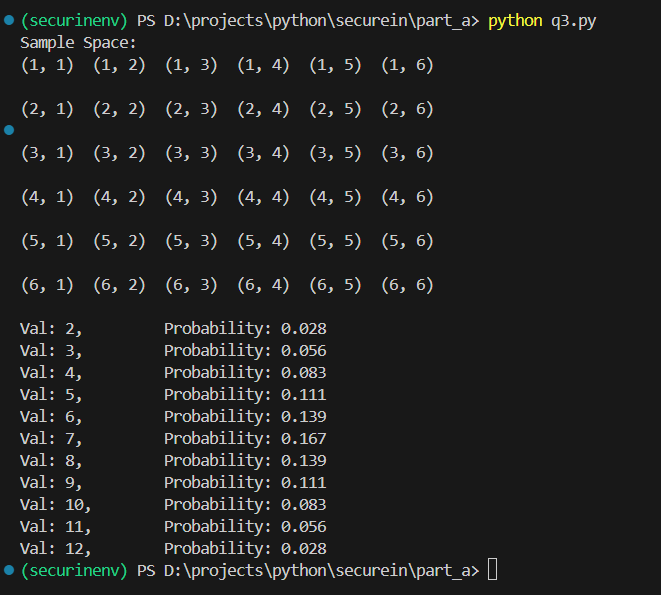 (securinenv) PS D:\projects\python\securein\part_a> python q3.py
Sample Space:
(1, 1)  (1, 2)  (1, 3)  (1, 4)  (1, 5)  (1, 6)
(2, 1)  (2, 2)  (2, 3)  (2, 4)  (2, 5)  (2, 6)
(3, 1)  (3, 2)  (3, 3)  (3, 4)  (3, 5)  (3, 6)
(4, 1)  (4, 2)  (4, 3)  (4, 4)  (4, 5)  (4, 6)
(5, 1)  (5, 2)  (5, 3)  (5, 4)  (5, 5)  (5, 6)
(6, 1)  (6, 2)  (6, 3)  (6, 4)  (6, 5)  (6, 6)
Val: 2,         Probability: 0.028
Val: 3,         Probability: 0.056
Val: 4,         Probability: 0.083
Val: 5,         Probability: 0.111
Val: 6,         Probability: 0.139
Val: 7,         Probability: 0.167
Val: 8,         Probability: 0.139
Val: 9,         Probability: 0.111
Val: 10,        Probability: 0.083
Val: 11,        Probability: 0.056
Val: 12,        Probability: 0.028
(securinenv) PS D:\projects\python\securein\part_a>